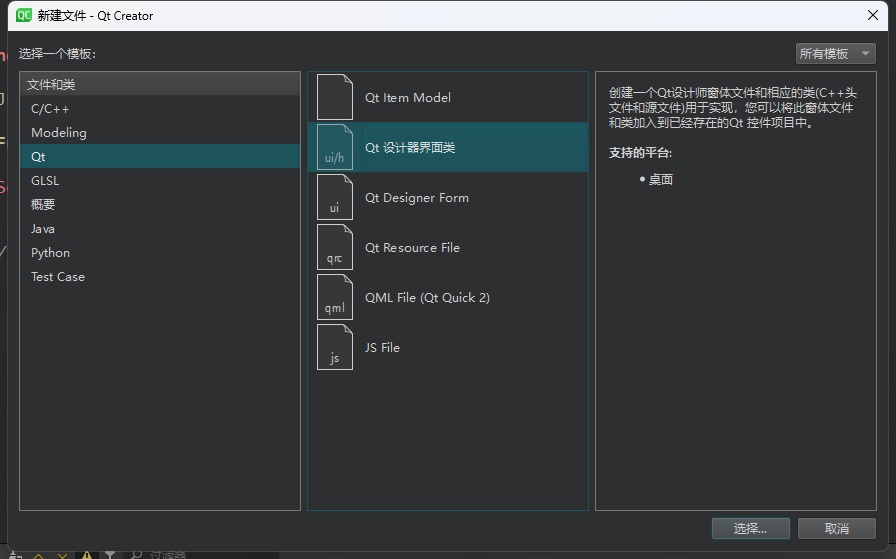 QC 新建文件 - Qt Creator
选择一个模板:
所有模板
文件和类
C/C++
Modeling
Qt
GLSL
概要
Java
Python
Test Case
Qt Item Model
ui/h Qt 设计器界面类
ui Qt Designer Form
qrc Qt Resource File
qml QML File (Qt Quick 2)
js JS File
创建一个Qt设计师窗体文件和相应的类(C++头
文件和源文件)用于实现，您可以将此窗体文件
和类加入到已经存在的Qt 控件项目中。
支持的平台:
• 桌面
选择...
取消
过滤器